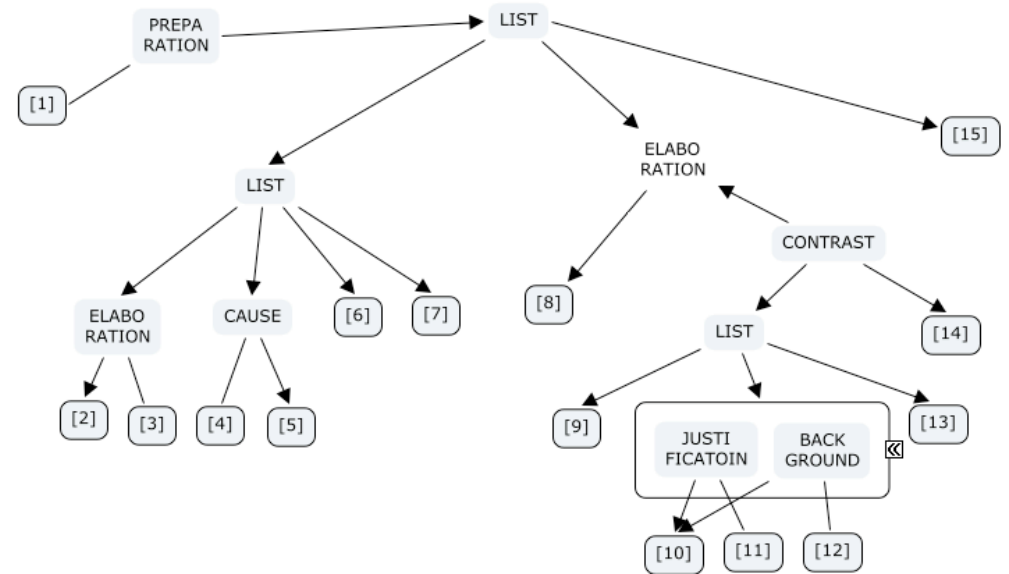 PREPA
RATION
LIST
[1]
[15]
ELABO
RATION
LIST
CONTRAST
[8]
ELABO
RATION
CAUSE
[6]
[7]
LIST
[14]
[2]
[3]
[4]
[5]
[9]
[13]
JUSTI
FICATOIN
BACK
GROUND
[10]
[11]
[12]